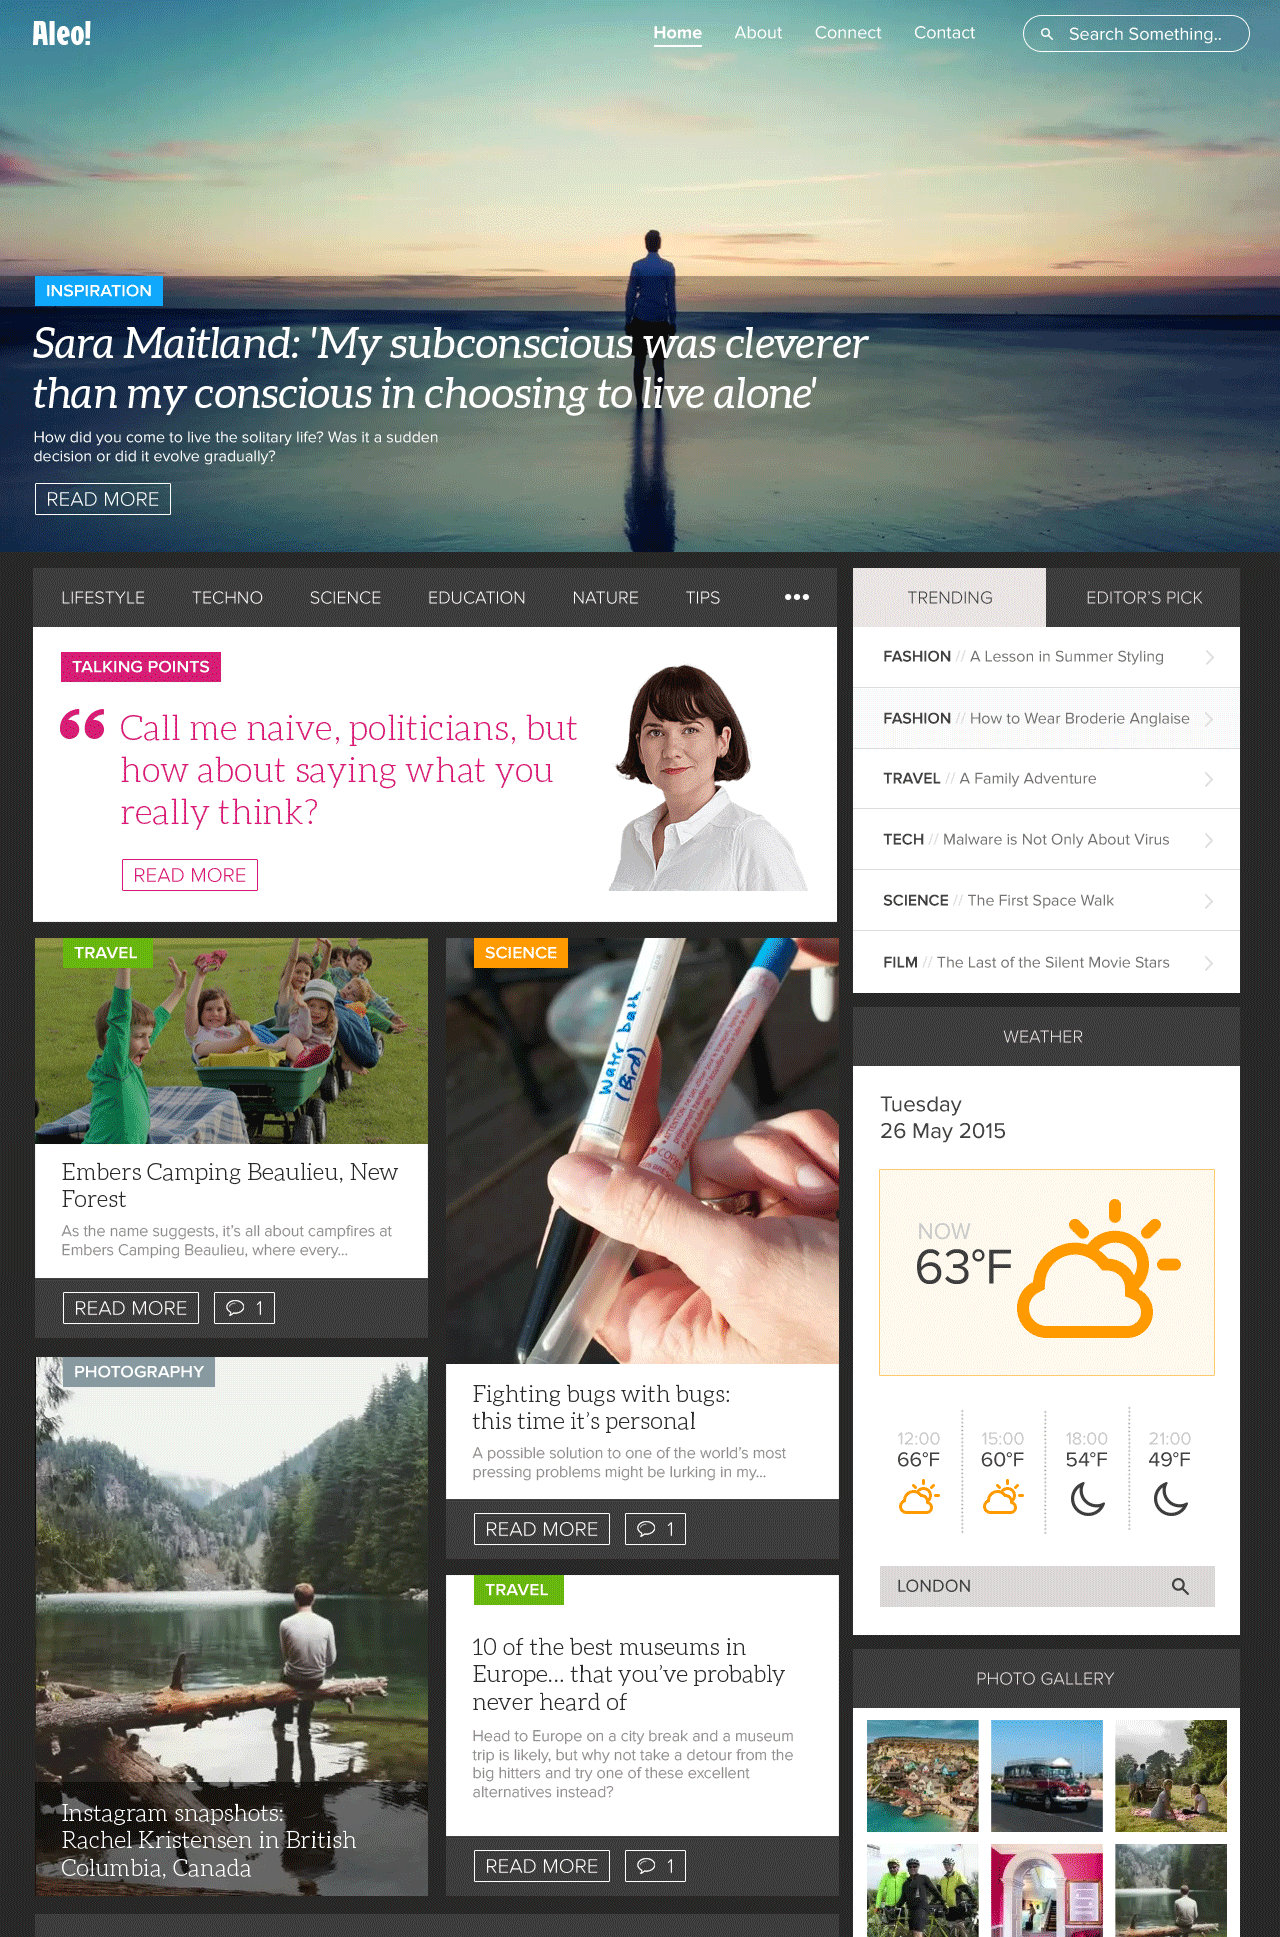 Aleo!
Home
About
Connect
Contact
Search Something..
INSPIRATION
Sara Maitland: 'My subconscious was cleverer
than my conscious in choosing to live alone'
How did you come to live the solitary life? Was it a sudden
decision or did it evolve gradually?
READ MORE
LIFESTYLE
TECHNO
SCIENCE
EDUCATION
NATURE
TIPS
•••
TALKING POINTS
“ Call me naive, politicians, but
how about saying what you
really think?
READ MORE
TRENDING
EDITOR’S PICK
FASHION // A Lesson in Summer Styling
FASHION // How to Wear Broderie Anglaise
TRAVEL // A Family Adventure
TECH // Malware is Not Only About Virus
SCIENCE // The First Space Walk
FILM // The Last of the Silent Movie Stars
TRAVEL
Embers Camping Beaulieu, New
Forest
As the name suggests, it’s all about campfires at
Embers Camping Beaulieu, where every...
READ MORE
1
SCIENCE
Water bath
(Bird)
Fighting bugs with bugs:
this time it’s personal
A possible solution to one of the world’s most
pressing problems might be lurking in my...
READ MORE
1
PHOTOGRAPHY
Instagram snapshots:
Rachel Kristensen in British
Columbia, Canada
TRAVEL
10 of the best museums in
Europe... that you’ve probably
never heard of
Head to Europe on a city break and a museum
trip is likely, but why not take a detour from the
big hitters and try one of these excellent
alternatives instead?
READ MORE
1
WEATHER
Tuesday
26 May 2015
NOW
63°F
12:00
66°F
15:00
60°F
18:00
54°F
21:00
49°F
LONDON
PHOTO GALLERY